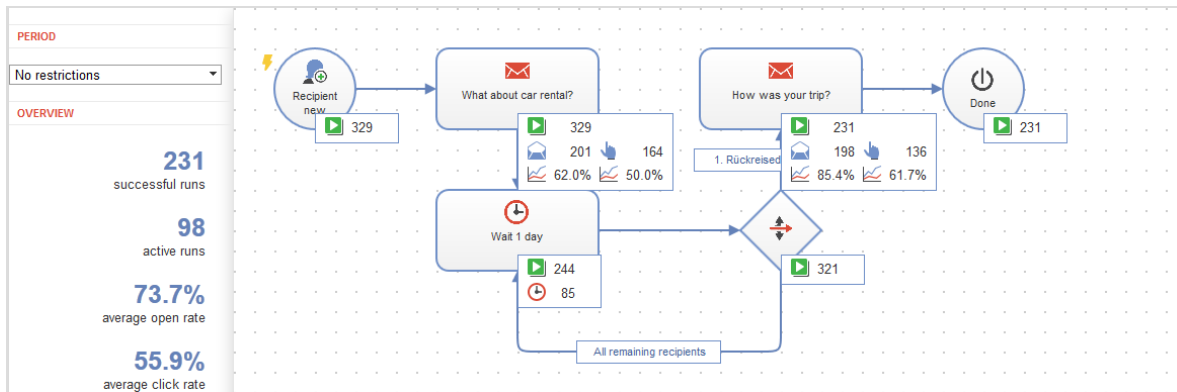 PERIOD
No restrictions
OVERVIEW
231
successful runs
98
active runs
73.7%
average open rate
55.9%
average click rate
Recipient
new
329
What about car rental?
329
201 164
62.0% 50.0%
How was your trip?
231
198 136
85.4% 61.7%
Done
231
1. Rückreised
Wait 1 day
244
85
321
All remaining recipients